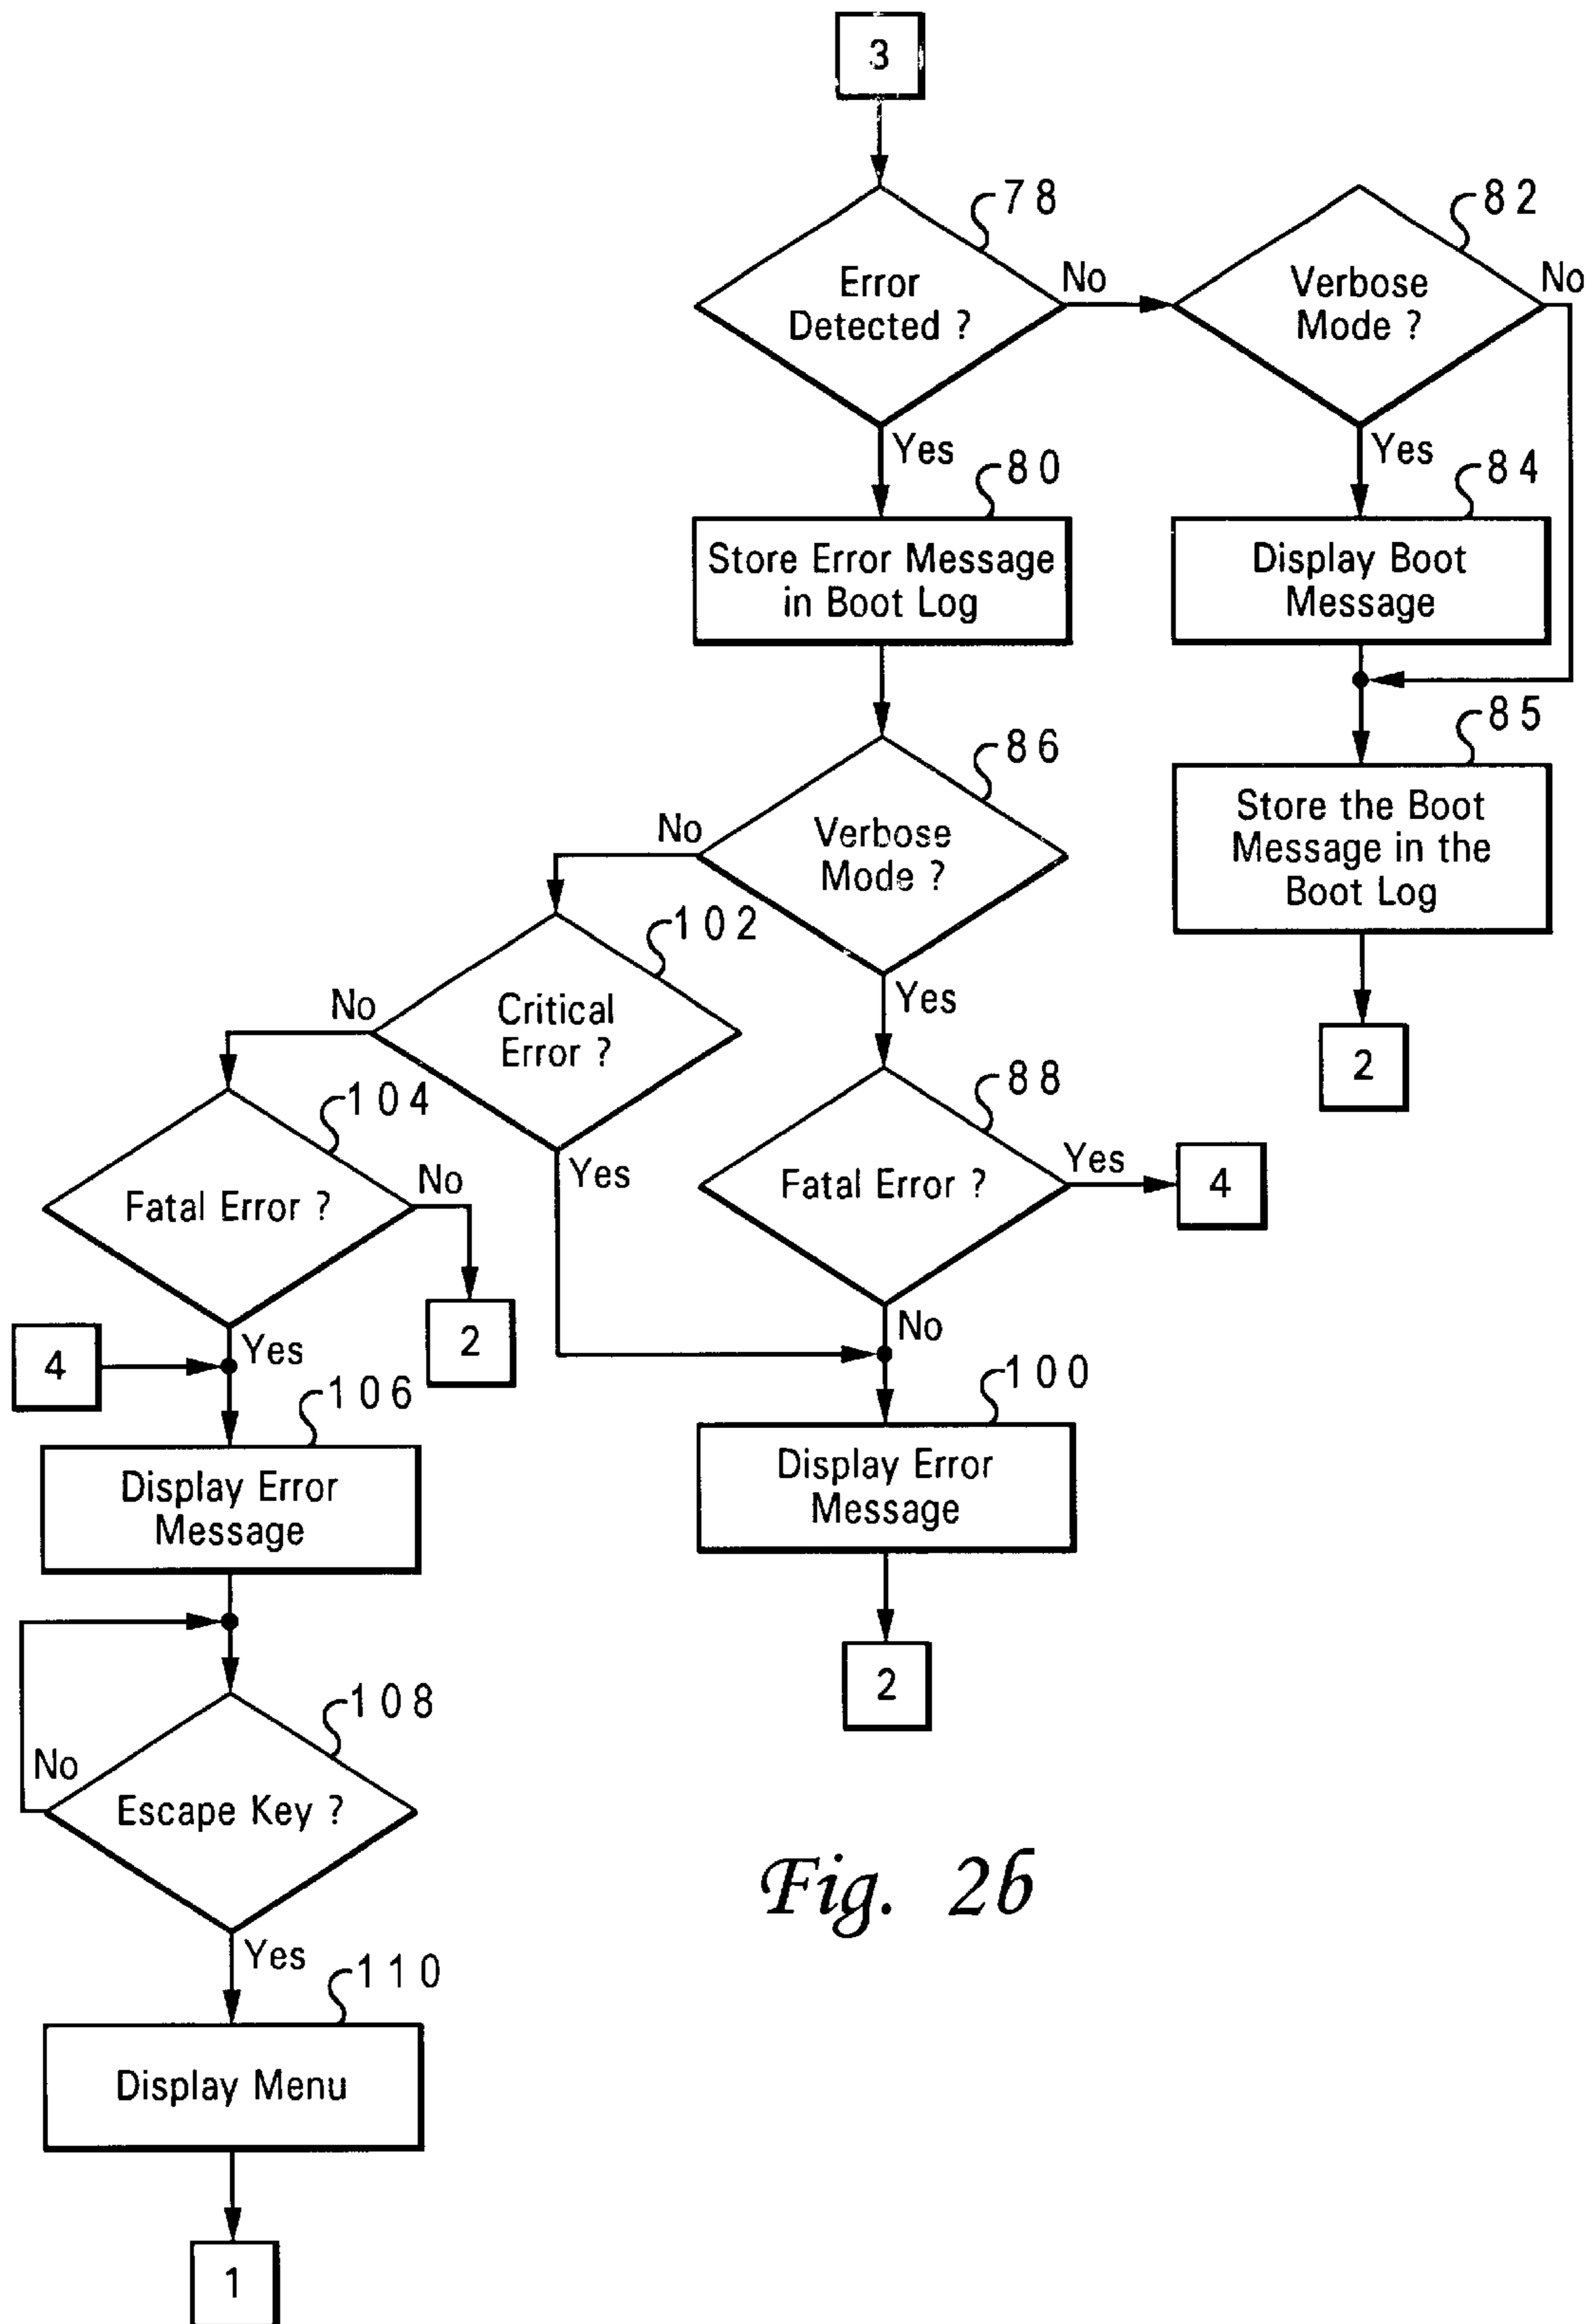 3
78
82
Error
Detected ?
No
Verbose
Mode ?
No
Yes
80
Yes
84
Store Error Message
in Boot Log
Display Boot
Message
86
85
No
Verbose
Mode ?
Store the Boot
Message in the
Boot Log
102
Yes
No
Critical
Error ?
2
104
88
Yes
No
Fatal Error ?
Yes
Fatal Error ?
4
Yes
2
No
4
106
100
Display Error
Message
Display Error
Message
2
108
No
Escape Key ?
Yes
Fig. 2b
110
Display Menu
1